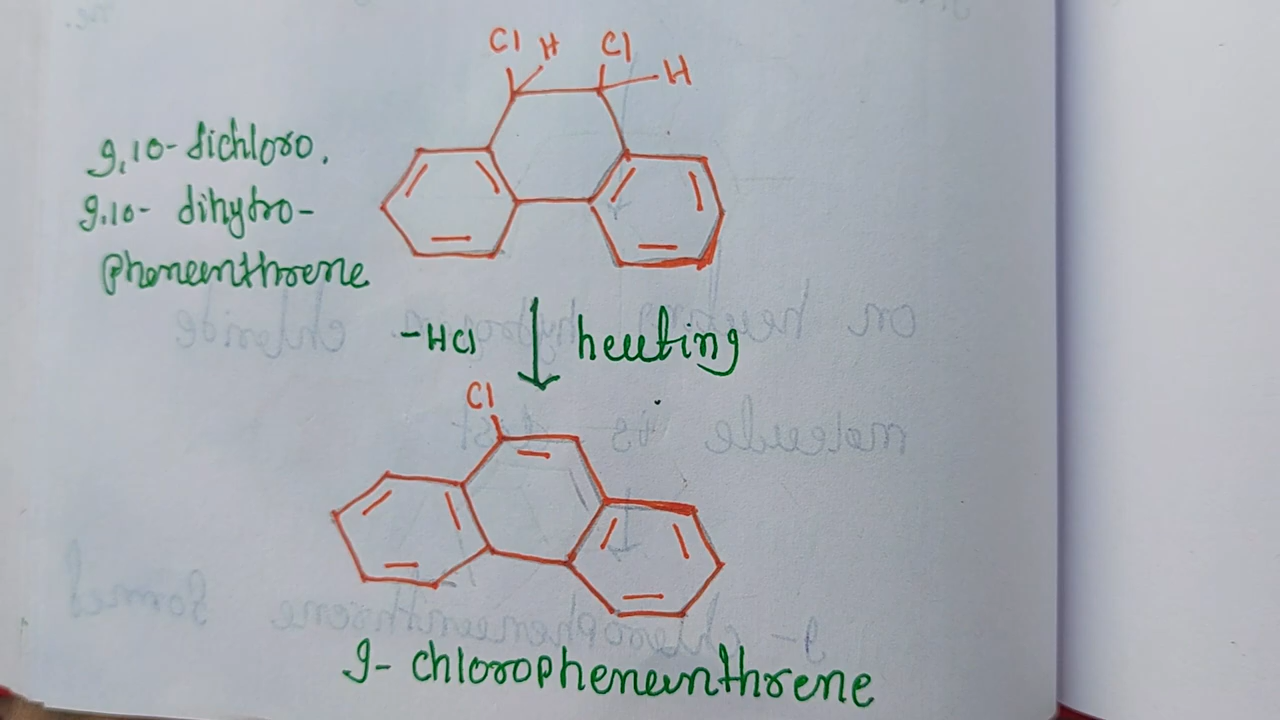 Cl H Cl
H
9,10-dichloro.
9.10- dihydro-
Phenanthrene
-HCl heating
Cl
9- chlorophenanthrene